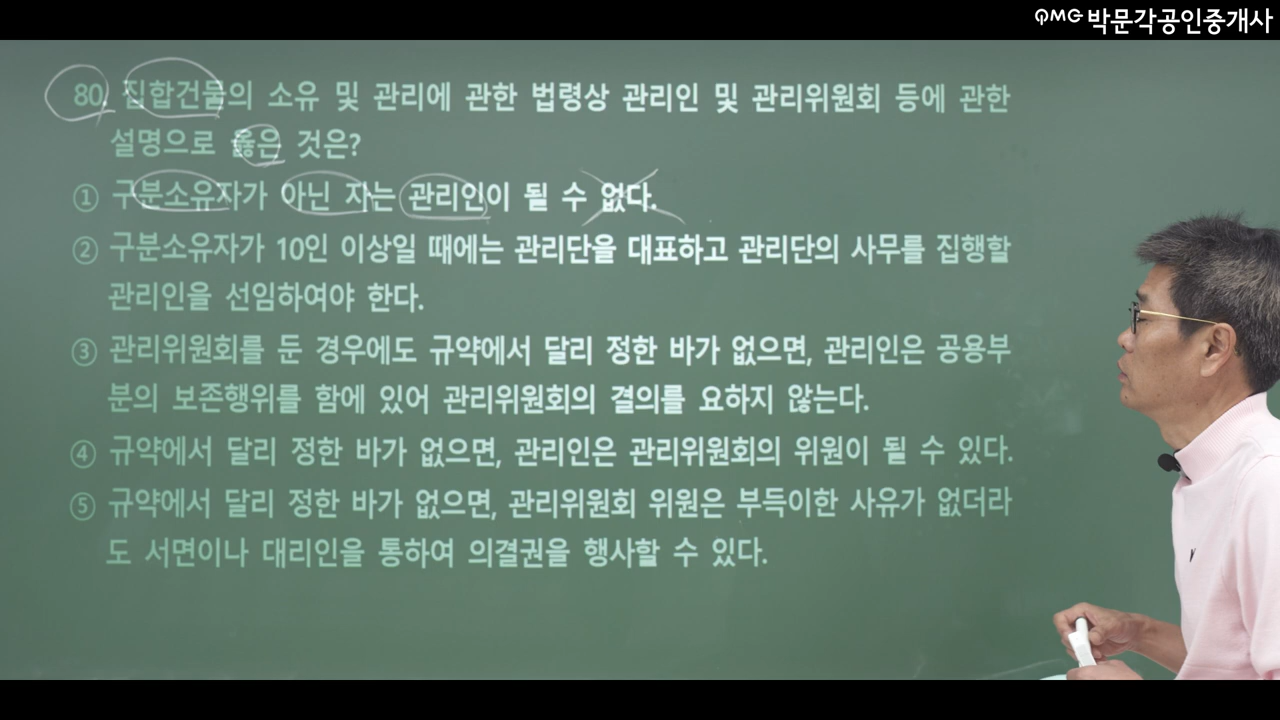 QMG 박문각공인중개사
80. 집합건물의 소유 및 관리에 관한 법령상 관리인 및 관리위원회 등에 관한
설명으로 옳은 것은?
① 구분소유자가 아닌 자는 관리인이 될 수 없다.
② 구분소유자가 10인 이상일 때에는 관리단을 대표하고 관리단의 사무를 집행할
관리인을 선임하여야 한다.
③ 관리위원회를 둔 경우에도 규약에서 달리 정한 바가 없으면, 관리인은 공용부
분의 보존행위를 함에 있어 관리위원회의 결의를 요하지 않는다.
④ 규약에서 달리 정한 바가 없으면, 관리인은 관리위원회의 위원이 될 수 있다.
⑤ 규약에서 달리 정한 바가 없으면, 관리위원회 위원은 부득이한 사유가 없더라
도 서면이나 대리인을 통하여 의결권을 행사할 수 있다.